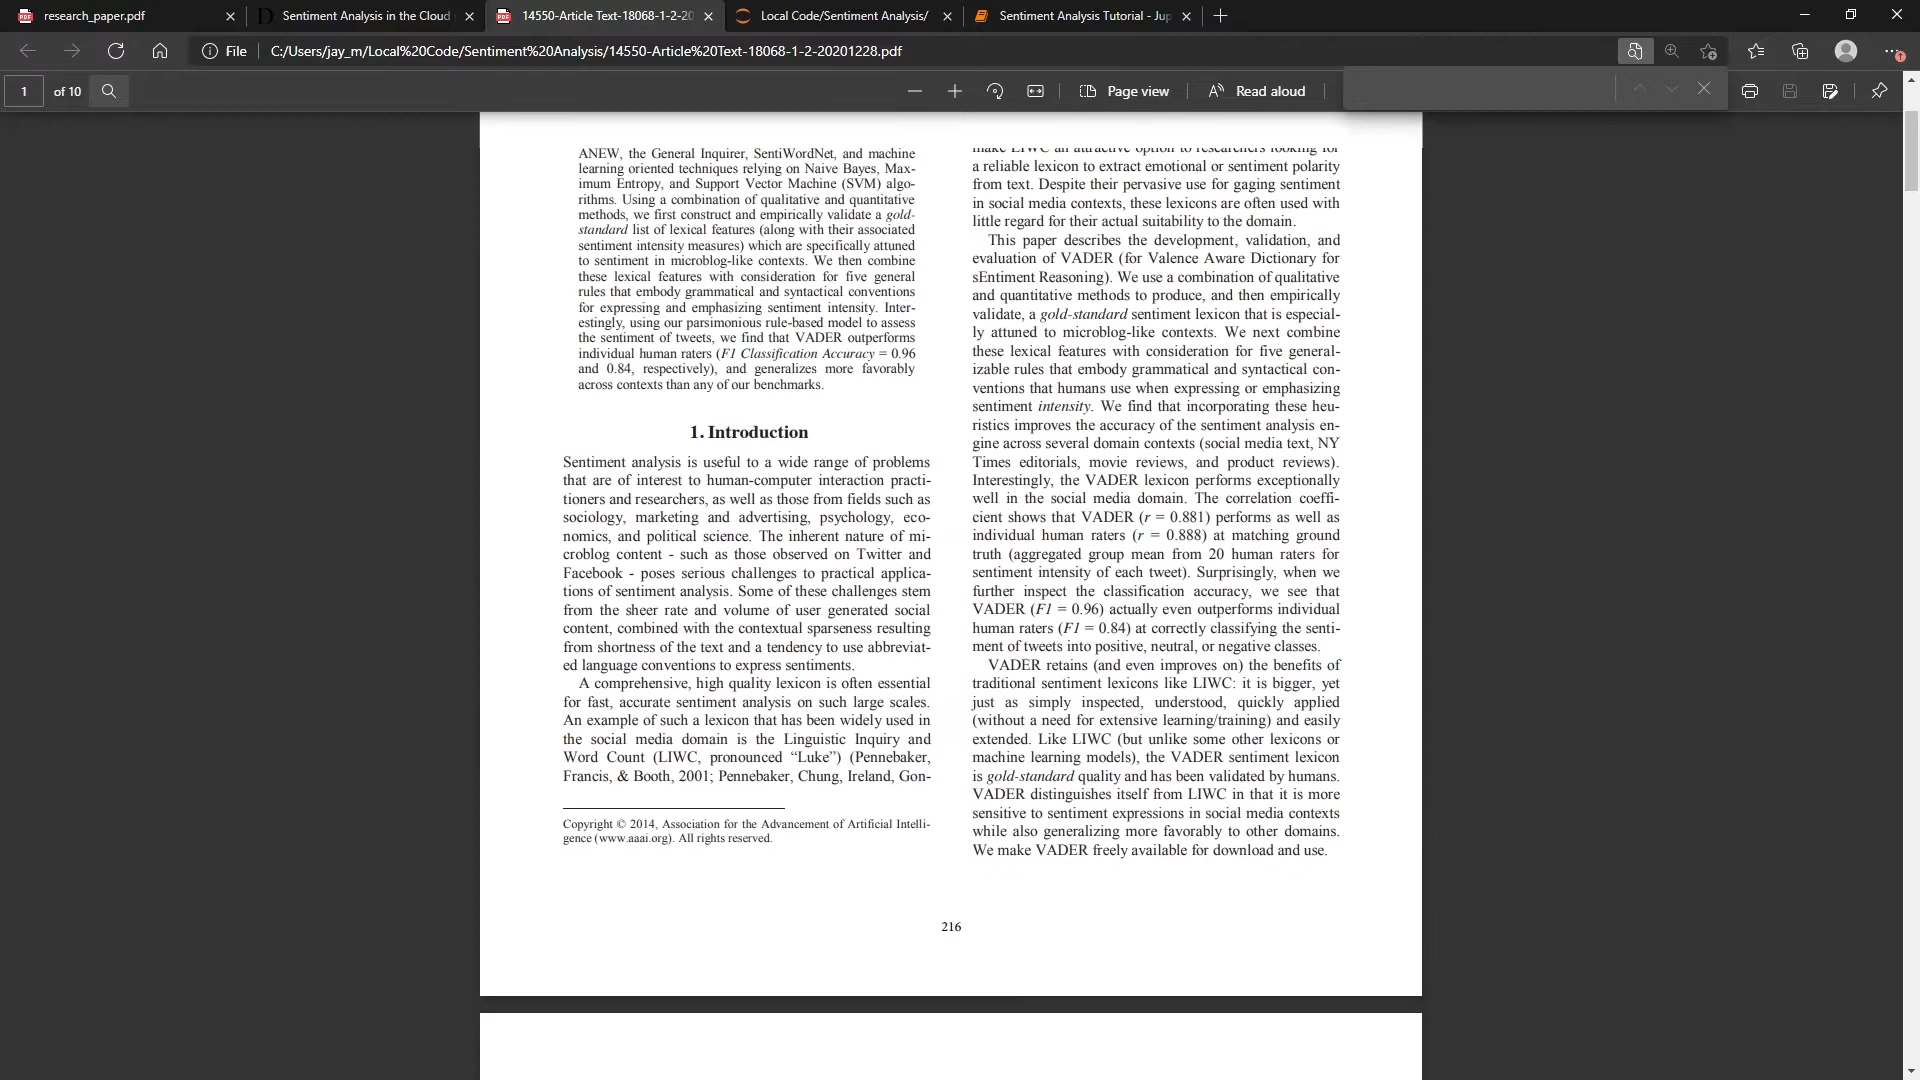 research_paper.pdf
Sentiment Analysis in the Cloud
14550-Article Text-18068-1-2-20
Local Code/Sentiment Analysis/
Sentiment Analysis Tutorial - Jup
File
C:/Users/jay_m/Local%20Code/Sentiment%20Analysis/14550-Article%20Text-18068-1-2-20201228.pdf
1 of 10
Page view
Read aloud
ANEW, the General Inquirer, SentiWordNet, and machine
learning oriented techniques relying on Naive Bayes, Max-
imum Entropy, and Support Vector Machine (SVM) algo-
rithms. Using a combination of qualitative and quantitative
methods, we first construct and empirically validate a gold-
standard list of lexical features (along with their associated
sentiment intensity measures) which are specifically attuned
to sentiment in microblog-like contexts. We then combine
these lexical features with consideration for five general
rules that embody grammatical and syntactical conventions
for expressing and emphasizing sentiment intensity. Inter-
estingly, using our parsimonious rule-based model to assess
the sentiment of tweets, we find that VADER outperforms
individual human raters (F1 Classification Accuracy = 0.96
and 0.84, respectively), and generalizes more favorably
across contexts than any of our benchmarks.
1. Introduction
Sentiment analysis is useful to a wide range of problems
that are of interest to human-computer interaction practi-
tioners and researchers, as well as those from fields such as
sociology, marketing and advertising, psychology, eco-
nomics, and political science. The inherent nature of mi-
croblog content - such as those observed on Twitter and
Facebook - poses serious challenges to practical applica-
tions of sentiment analysis. Some of these challenges stem
from the sheer rate and volume of user generated social
content, combined with the contextual sparseness resulting
from shortness of the text and a tendency to use abbreviat-
ed language conventions to express sentiments.
A comprehensive, high quality lexicon is often essential
for fast, accurate sentiment analysis on such large scales.
An example of such a lexicon that has been widely used in
the social media domain is the Linguistic Inquiry and
Word Count (LIWC, pronounced “Luke”) (Pennebaker,
Francis, & Booth, 2001; Pennebaker, Chung, Ireland, Gon-
Copyright © 2014, Association for the Advancement of Artificial Intelli-
gence (www.aaai.org). All rights reserved.
make LIWC an attractive option to researchers looking for
a reliable lexicon to extract emotional or sentiment polarity
from text. Despite their pervasive use for gaging sentiment
in social media contexts, these lexicons are often used with
little regard for their actual suitability to the domain.
This paper describes the development, validation, and
evaluation of VADER (for Valence Aware Dictionary for
sEntiment Reasoning). We use a combination of qualitative
and quantitative methods to produce, and then empirically
validate, a gold-standard sentiment lexicon that is especial-
ly attuned to microblog-like contexts. We next combine
these lexical features with consideration for five general-
izable rules that embody grammatical and syntactical con-
ventions that humans use when expressing or emphasizing
sentiment intensity. We find that incorporating these heu-
ristics improves the accuracy of the sentiment analysis en-
gine across several domain contexts (social media text, NY
Times editorials, movie reviews, and product reviews).
Interestingly, the VADER lexicon performs exceptionally
well in the social media domain. The correlation coeffi-
cient shows that VADER (r = 0.881) performs as well as
individual human raters (r = 0.888) at matching ground
truth (aggregated group mean from 20 human raters for
sentiment intensity of each tweet). Surprisingly, when we
further inspect the classification accuracy, we see that
VADER (F1 = 0.96) actually even outperforms individual
human raters (F1 = 0.84) at correctly classifying the senti-
ment of tweets into positive, neutral, or negative classes.
VADER retains (and even improves on) the benefits of
traditional sentiment lexicons like LIWC: it is bigger, yet
just as simply inspected, understood, quickly applied
(without a need for extensive learning/training) and easily
extended. Like LIWC (but unlike some other lexicons or
machine learning models), the VADER sentiment lexicon
is gold-standard quality and has been validated by humans.
VADER distinguishes itself from LIWC in that it is more
sensitive to sentiment expressions in social media contexts
while also generalizing more favorably to other domains.
We make VADER freely available for download and use.
216